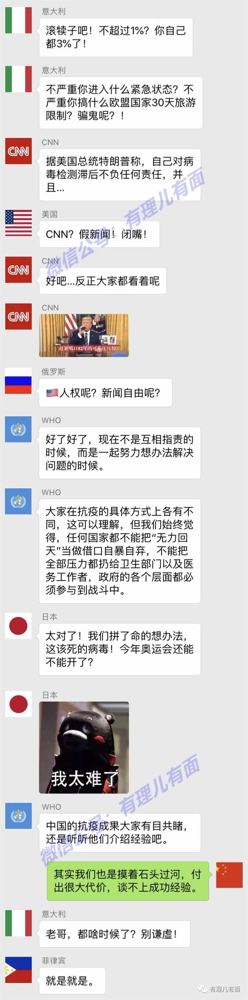 意大利
滚犊子吧！不超过1%？你自己
都3%了！
意大利
不严重你进入什么紧急状态？不
严重你搞什么欧盟国家30天旅游
限制？骗鬼呢？！
CNN
CNN
据美国总统特朗普称，自己对病
毒检测滞后不负任何责任，并
且...
美国
CNN？假新闻！闭嘴！
微信公号：有理儿有面
CNN
CNN
好吧...反正大家都看着呢
CNN
CNN
赶紧喝口82年的可乐压压惊
俄罗斯
🇺🇸人权呢？新闻自由呢？
WHO
好了好了，现在不是互相指责的
时候，而是一起努力想办法解决
问题的时候。
WHO
大家在抗疫的具体方式上各有不
同，这可以理解，但我们始终觉
得，任何国家都不能把“无力回
天”当做借口自暴自弃，不能把
全部压力都扔给卫生部门以及医
务工作者，政府的各个层面都必
须参与到战斗中。
日本
太对了！我们拼了命的想办法，
这该死的病毒！今年奥运会还能
不能开了？
日本
我太难了
微信公号：有理儿有面
WHO
中国的抗疫成果大家有目共睹，
还是听听他们介绍经验吧。
其实我们也是摸着石头过河，付
出很大代价，谈不上成功经验。
意大利
老哥，都啥时候了？别谦虚！
菲律宾
就是就是。
有理儿有面